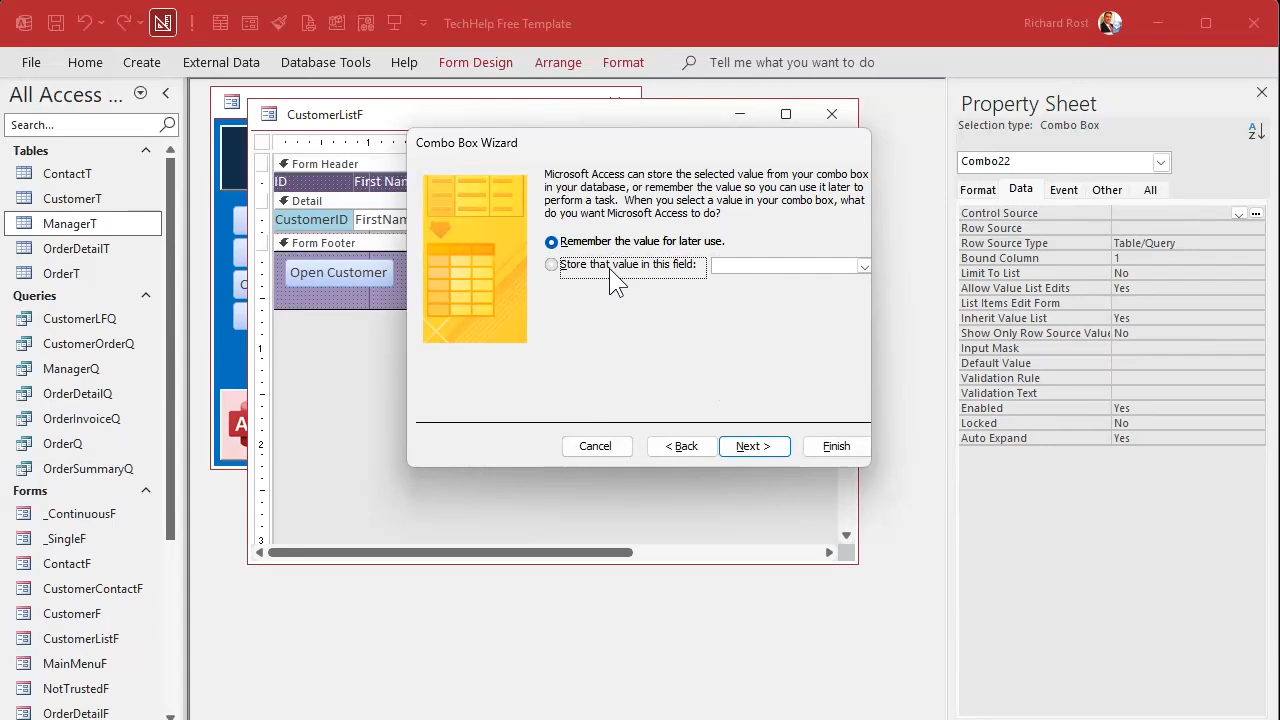 TechHelp Free Template
Richard Rost
File Home Create External Data Database Tools Help Form Design Arrange Format Tell me what you want to do
All Access ...
Search...
Tables
ContactT
CustomerT
ManagerT
OrderDetailT
OrderT
Queries
CustomerLFQ
CustomerOrderQ
ManagerQ
OrderDetailQ
OrderInvoiceQ
OrderQ
OrderSummaryQ
Forms
_ContinuousF
_SingleF
ContactF
CustomerContactF
CustomerF
CustomerListF
MainMenuF
NotTrustedF
OrderDetailF
CustomerListF
1
Form Header
ID First Nam
Detail
CustomerID FirstName
Form Footer
Open Customer
1
2
3
Combo Box Wizard
Microsoft Access can store the selected value from your combo box
in your database, or remember the value so you can use it later to
perform a task. When you select a value in your combo box, what
do you want Microsoft Access to do?
Remember the value for later use.
Store that value in this field:
Cancel < Back Next > Finish
Property Sheet
Selection type: Combo Box
Combo22
Format Data Event Other All
Control Source
Row Source
Row Source Type Table/Query
Bound Column 1
Limit To List No
Allow Value List Edits Yes
List Items Edit Form
Inherit Value List Yes
Show Only Row Source Value No
Input Mask
Default Value
Validation Rule
Validation Text
Enabled Yes
Locked No
Auto Expand Yes